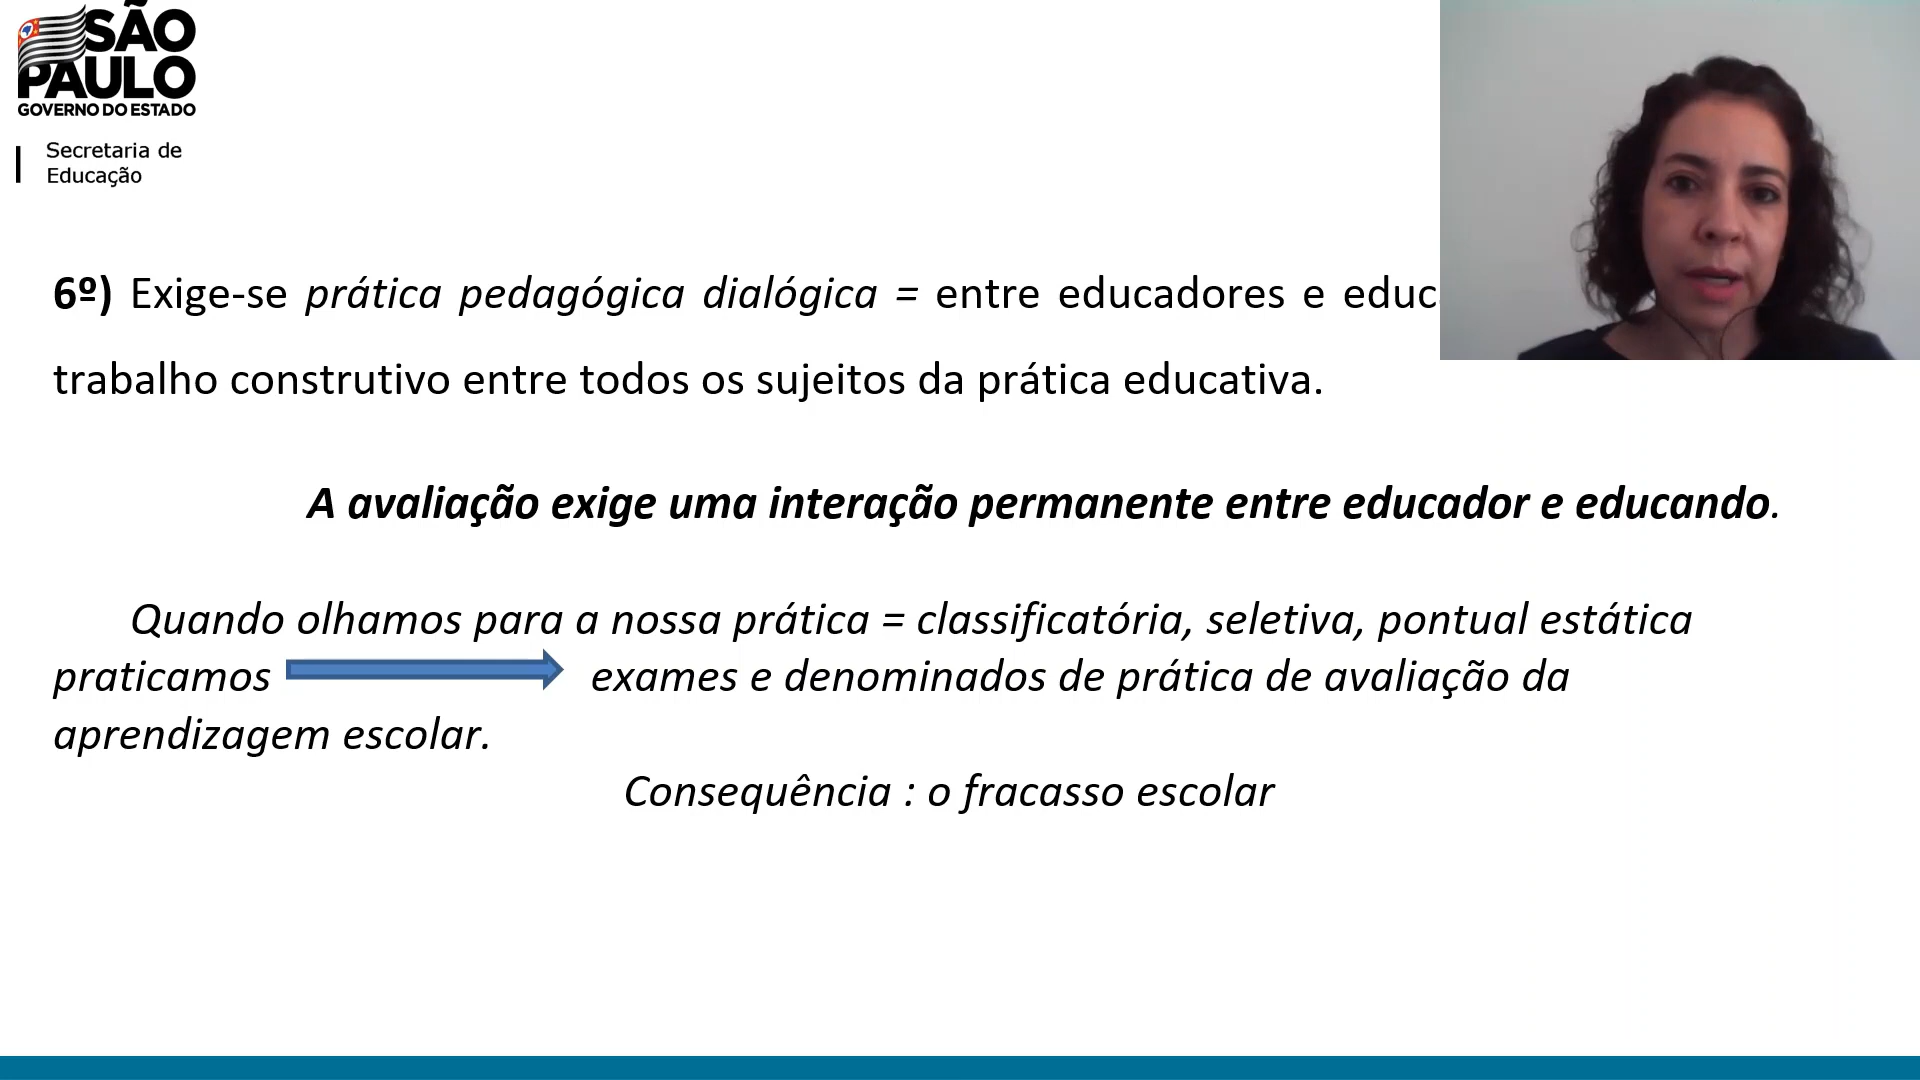 SÃO
PAULO
GOVERNO DO ESTADO
Secretaria de
Educação
6º) Exige-se prática pedagógica dialógica = entre educadores e educ
trabalho construtivo entre todos os sujeitos da prática educativa.
A avaliação exige uma interação permanente entre educador e educando.
Quando olhamos para a nossa prática = classificatória, seletiva, pontual estática
praticamos exames e denominados de prática de avaliação da
aprendizagem escolar.
Consequência : o fracasso escolar